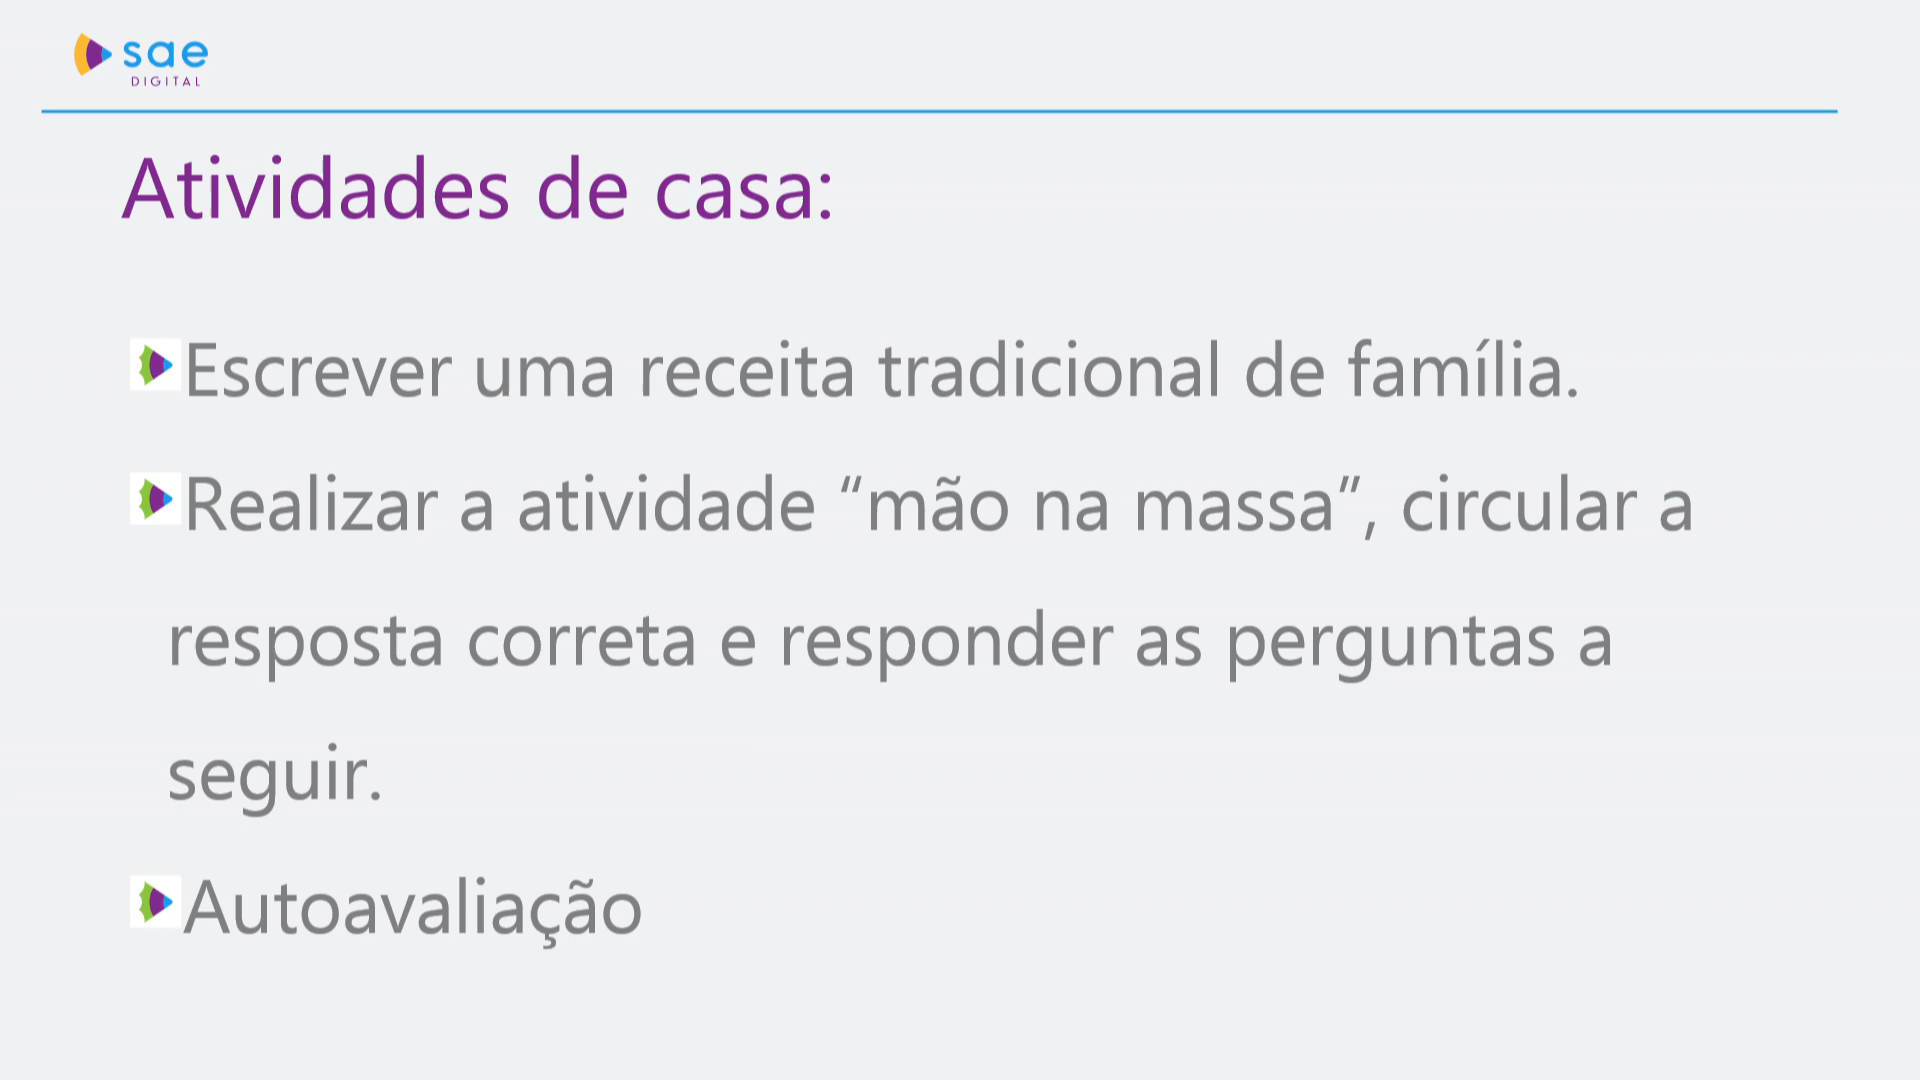 sae
DIGITAL
Atividades de casa:
Escrever uma receita tradicional de família.
Realizar a atividade “mão na massa”, circular a
resposta correta e responder as perguntas a
seguir.
Autoavaliação